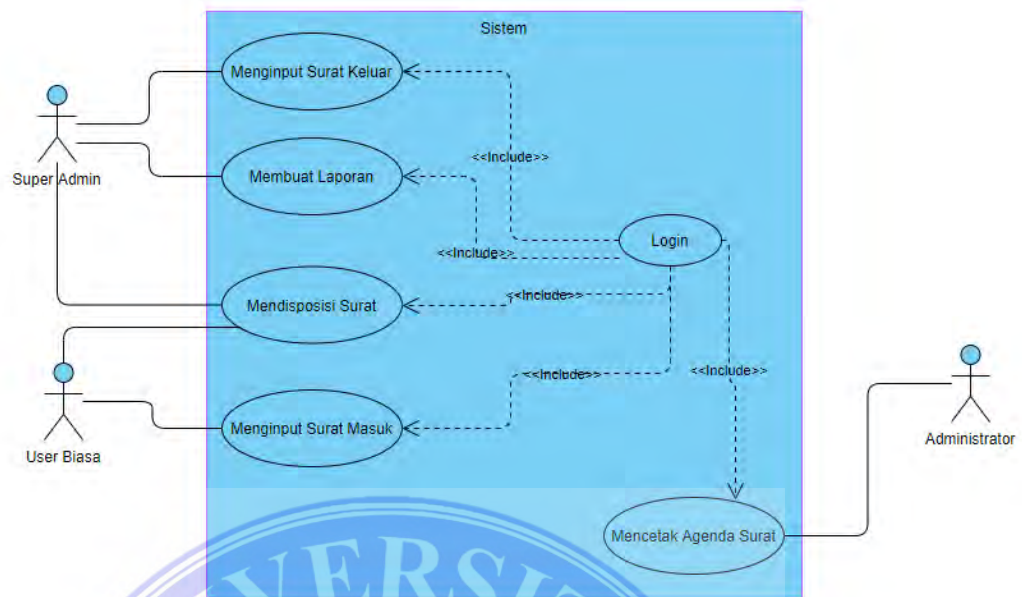 Sistem
Menginput Surat Keluar
<<Include>>
Super Admin
Membuat Laporan
Login
<<Include>>
Mendisposisi Surat
<<Include>>
<<Include>>
<<Include>>
Menginput Surat Masuk
User Biasa
Administrator
Mencetak Agenda Surat
VERSI